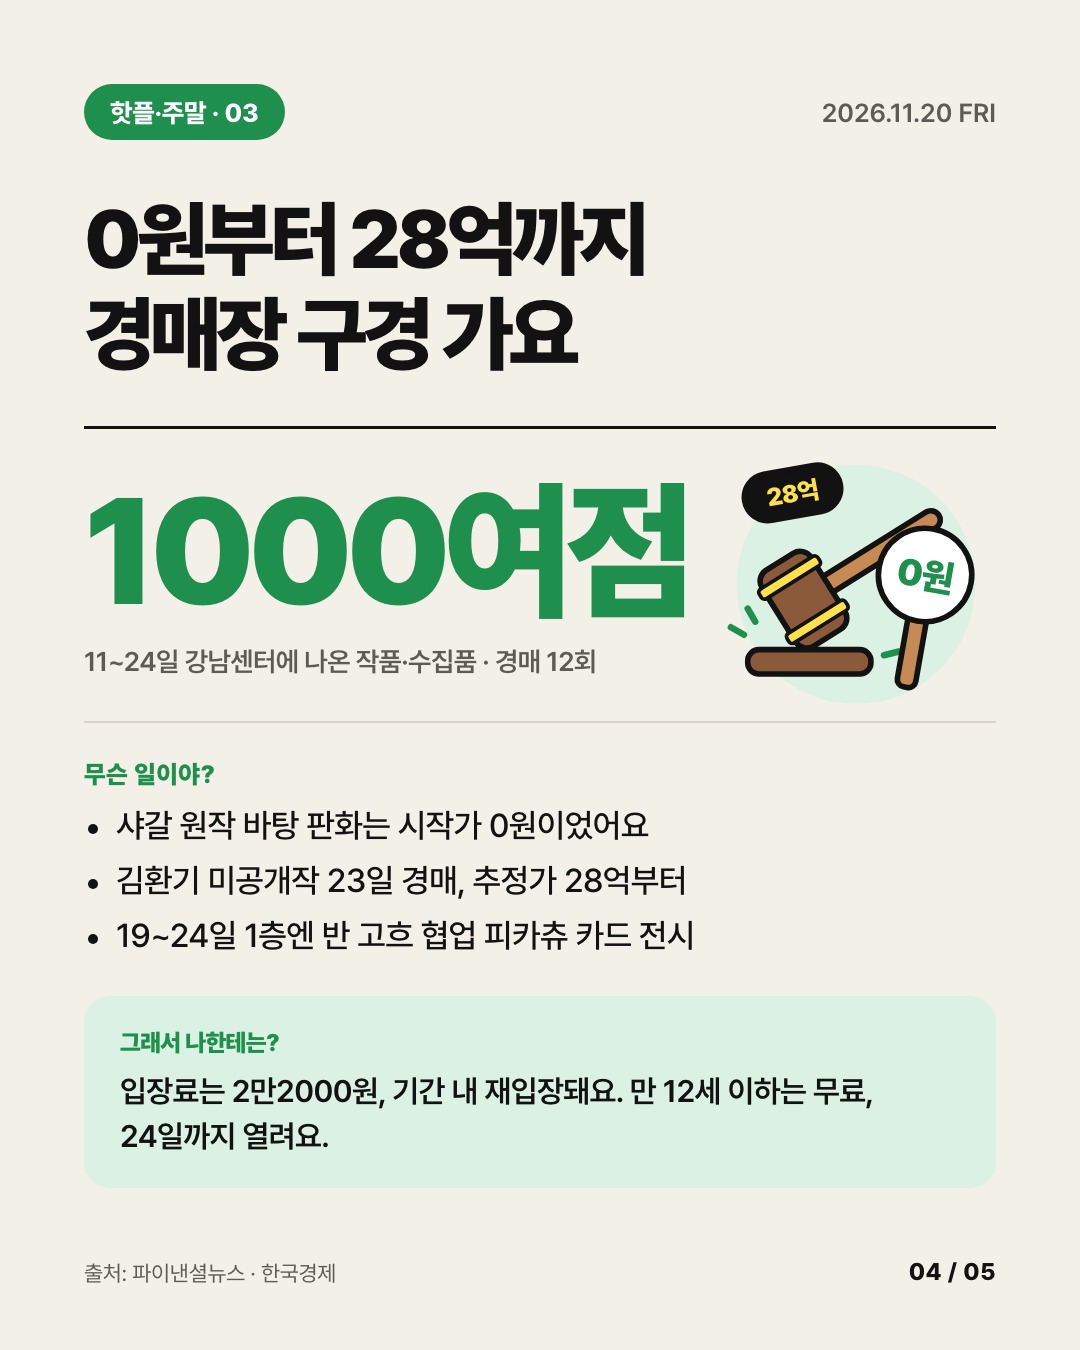 핫플·주말 · 03
2026.11.20 FRI
0원부터 28억까지
경매장 구경 가요
1000여점
28억
0원
11~24일 강남센터에 나온 작품·수집품 · 경매 12회
무슨 일이야?
• 샤갈 원작 바탕 판화는 시작가 0원이었어요
• 김환기 미공개작 23일 경매, 추정가 28억부터
• 19~24일 1층엔 반 고흐 협업 피카츄 카드 전시
그래서 나한테는?
입장료는 2만2000원, 기간 내 재입장돼요. 만 12세 이하는 무료,
24일까지 열려요.
출처: 파이낸셜뉴스 · 한국경제
04 / 05